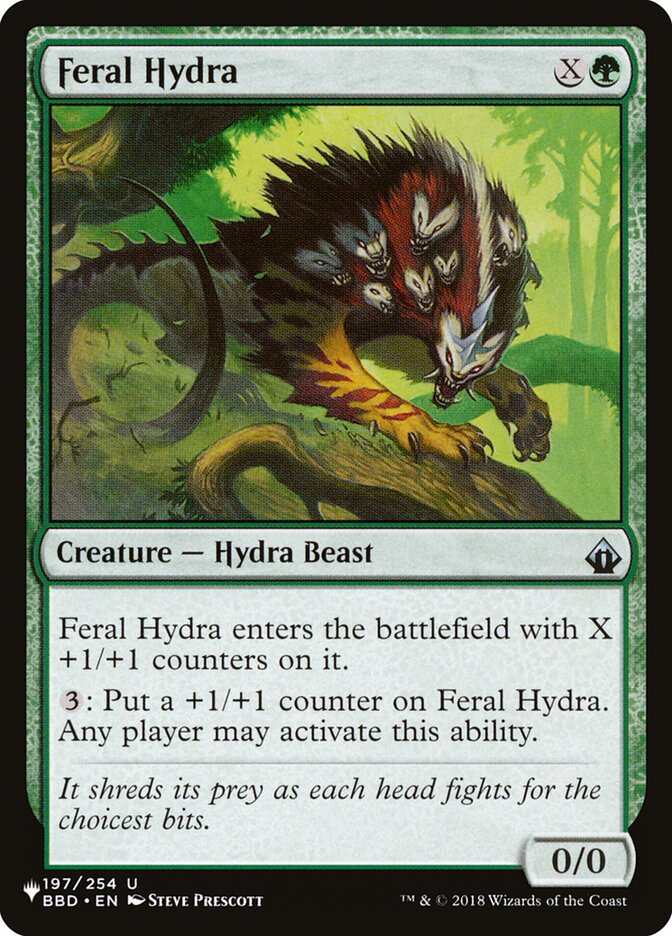 Feral Hydra X
Creature — Hydra Beast
Feral Hydra enters the battlefield with X
+1/+1 counters on it.
3: Put a +1/+1 counter on Feral Hydra.
Any player may activate this ability.
It shreds its prey as each head fights for the
choicest bits.
0/0
197/254 U
BBD • EN Steve Prescott ™ & © 2018 Wizards of the Coast